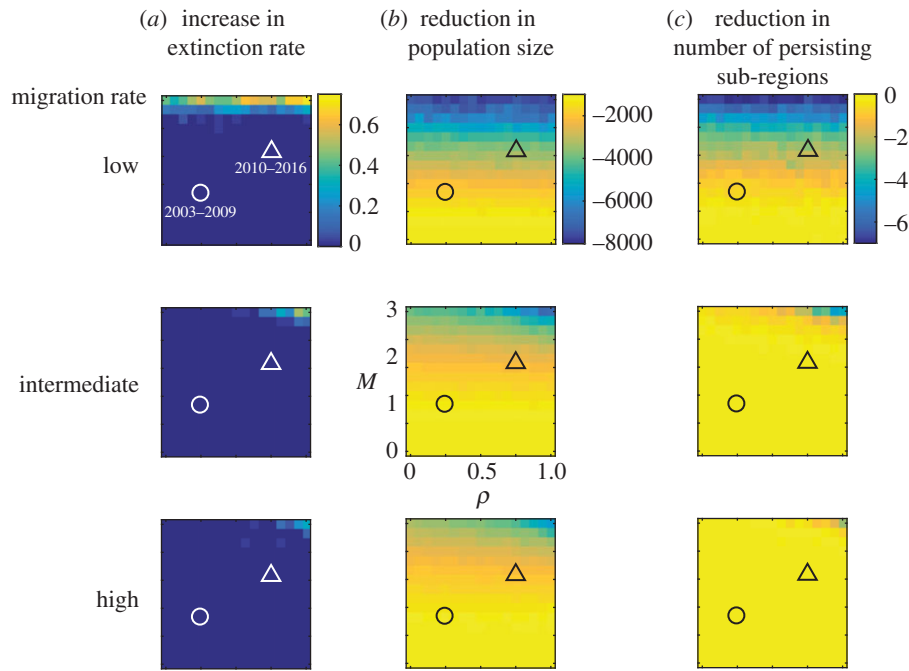 (a) increase in
extinction rate
(b) reduction in
population size
(c) reduction in
number of persisting
sub-regions
migration rate
low
2010–2016
2003–2009
0.6
0.4
0.2
0
–2000
–4000
–6000
–8000
0
–2
–4
–6
intermediate
M
3
2
1
0
0
0.5
1.0
ρ
high